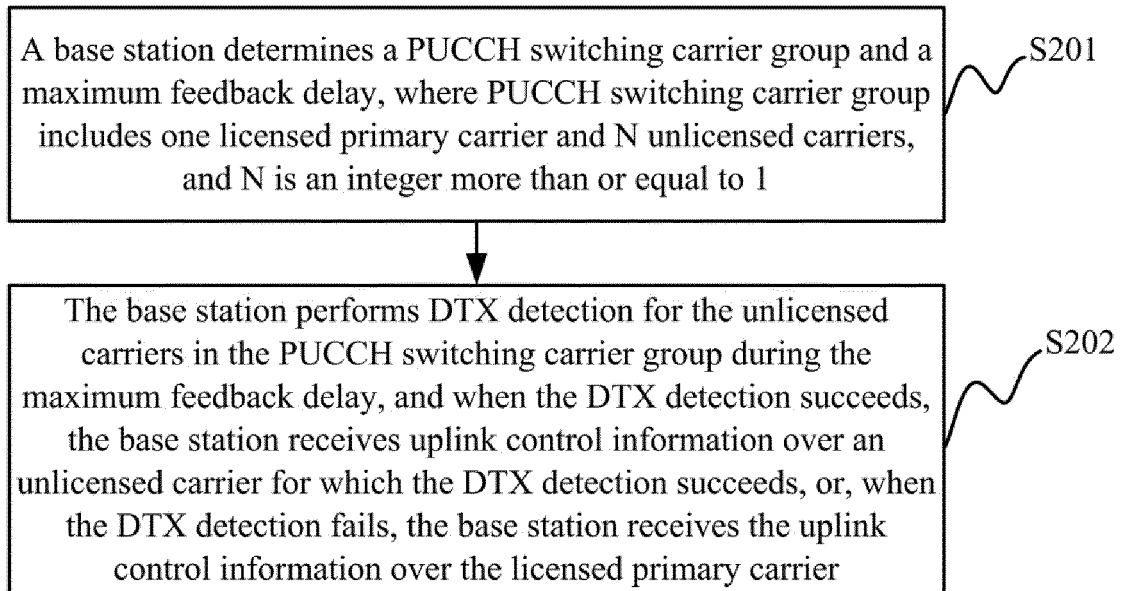 A base station determines a PUCCH switching carrier group and a
maximum feedback delay, where PUCCH switching carrier group
includes one licensed primary carrier and N unlicensed carriers,
and N is an integer more than or equal to 1
S201
The base station performs DTX detection for the unlicensed
carriers in the PUCCH switching carrier group during the
maximum feedback delay, and when the DTX detection succeeds,
the base station receives uplink control information over an
unlicensed carrier for which the DTX detection succeeds, or, when
the DTX detection fails, the base station receives the uplink
control information over the licensed primary carrier
S202